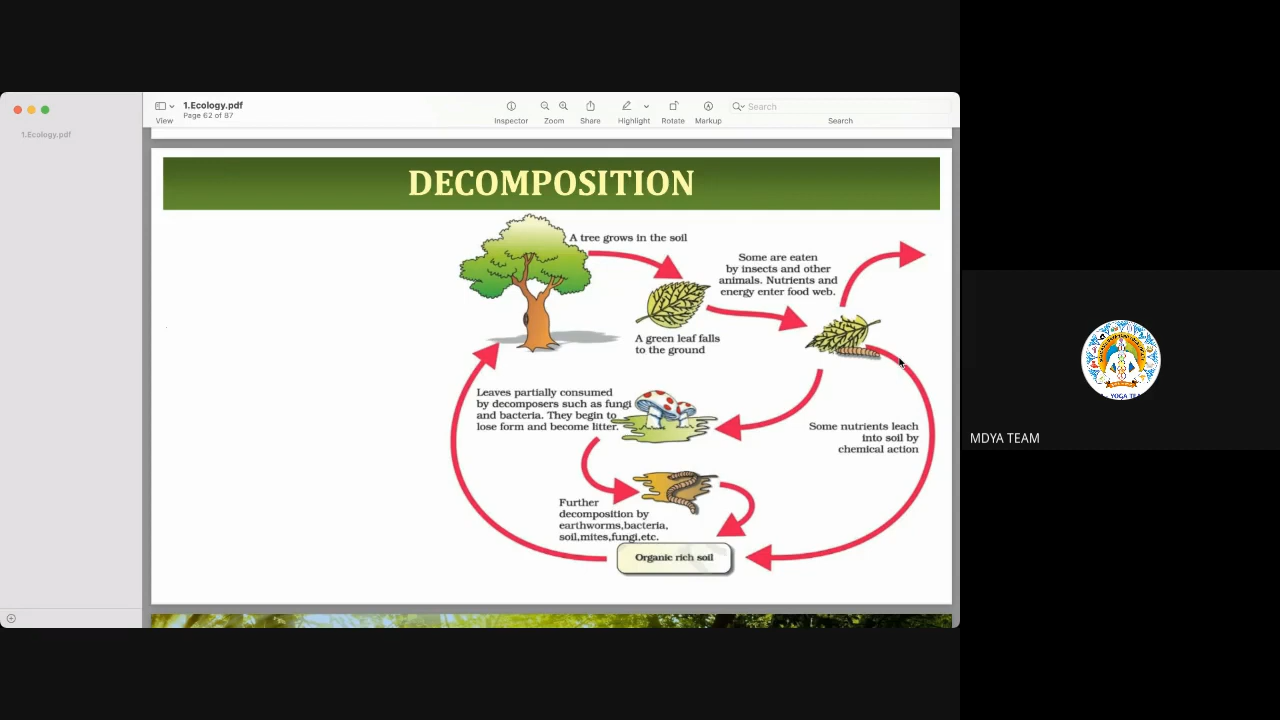 1.Ecology.pdf
Page 62 of 87
View
Inspector
Zoom
Share
Highlight
Rotate
Markup
Search
Search
1.Ecology.pdf
DECOMPOSITION
A tree grows in the soil
Some are eaten
by insects and other
animals. Nutrients and
energy enter food web.
A green leaf falls
to the ground
Leaves partially consumed
by decomposers such as fungi
and bacteria. They begin to
lose form and become litter.
Some nutrients leach
into soil by
chemical action
Further
decomposition by
earthworms,bacteria,
soil,mites,fungi,etc.
Organic rich soil
MDYA TEAM